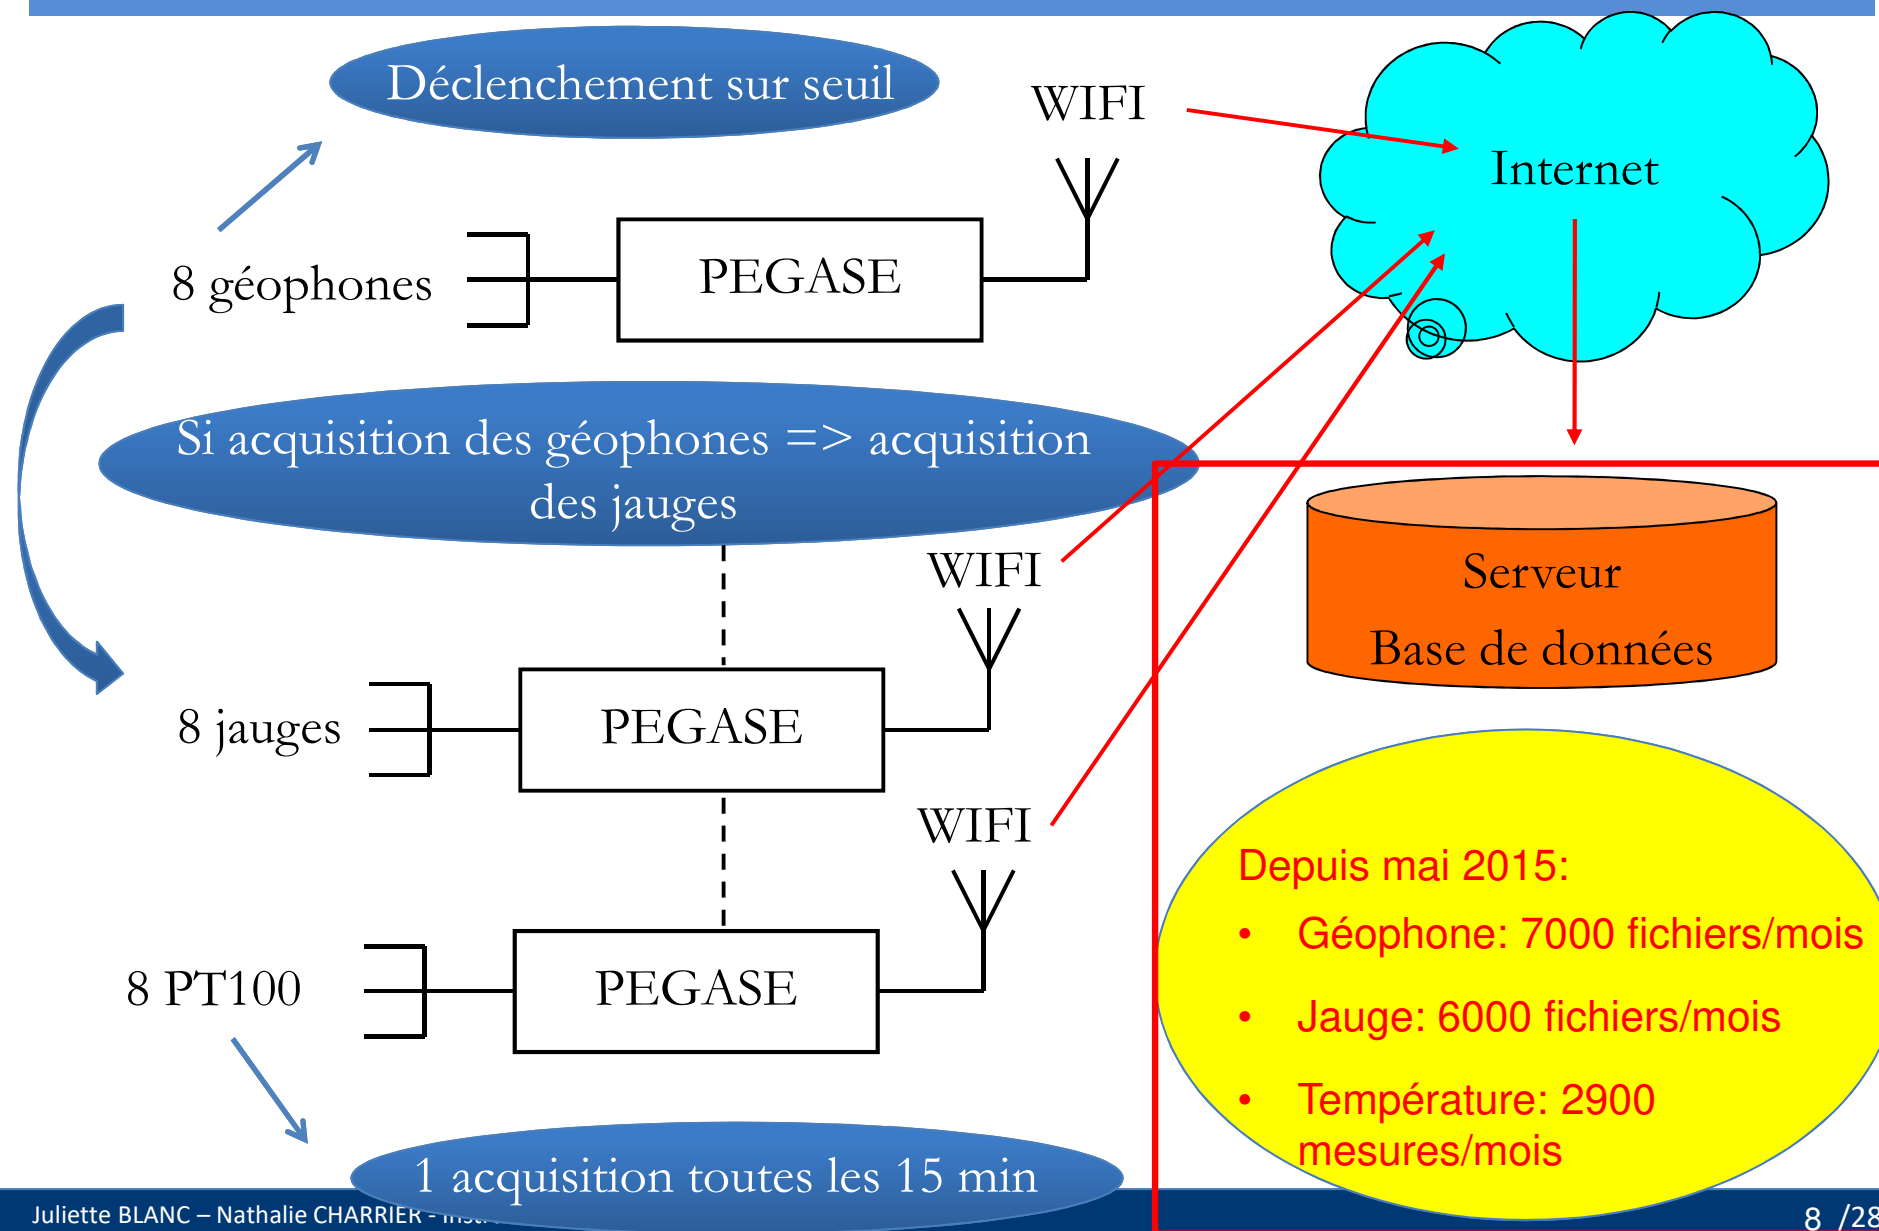 Déclenchement sur seuil
WIFI
Internet
8 géophones
PEGASE
Si acquisition des géophones => acquisition
des jauges
WIFI
Serveur
Base de données
8 jauges
PEGASE
WIFI
Depuis mai 2015:
• Géophone: 7000 fichiers/mois
• Jauge: 6000 fichiers/mois
• Température: 2900
mesures/mois
8 PT100
PEGASE
1 acquisition toutes les 15 min
Juliette BLANC – Nathalie CHARRIER -
8 /28